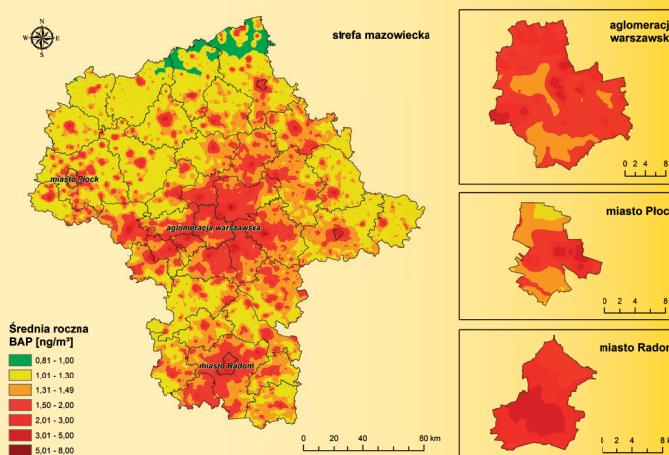 N
W E
S
strefa mazowiecka
miasto Płock
aglomeracja warszawska
miasto Radom
Średnia roczna
BAP [ng/m³]
0,81 - 1,00
1,01 - 1,30
1,31 - 1,49
1,50 - 2,00
2,01 - 3,00
3,01 - 5,00
5,01 - 8,00
0 20 40 80 km
aglomeracj
warszawsk
0 2 4 8
miasto Płoc
0 2 4 8
miasto Radom
0 2 4 8 k